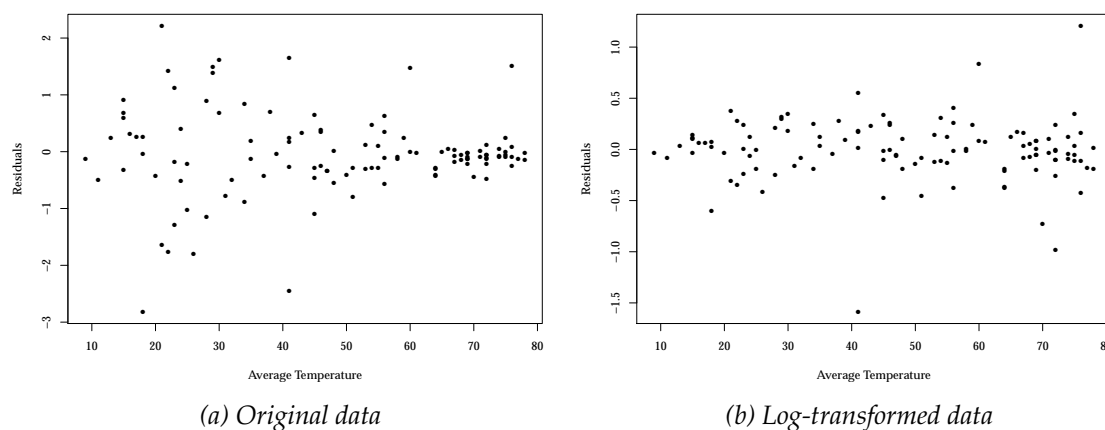 2
1
0
−1
−2
−3
Residuals
10 20 30 40 50 60 70 80
Average Temperature
(a) Original data
1.0
0.5
0.0
−0.5
−1.0
−1.5
Residuals
10 20 30 40 50 60 70 80
Average Temperature
(b) Log-transformed data